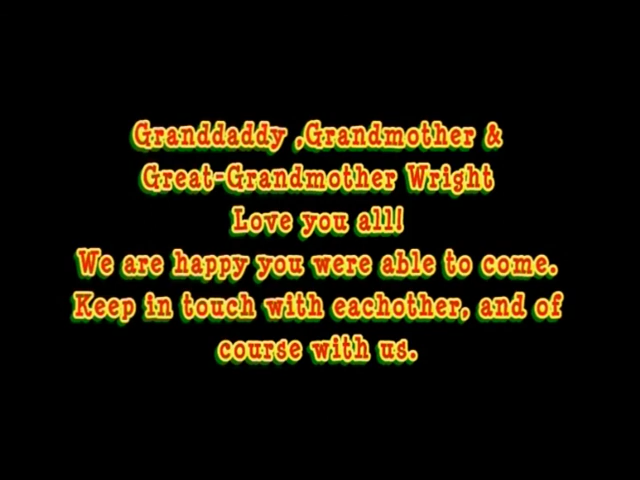 Granddaddy ,Grandmother &
Great-Grandmother Wright
Love you all!
We are happy you were able to come.
Keep in touch with eachother, and of
course with us.